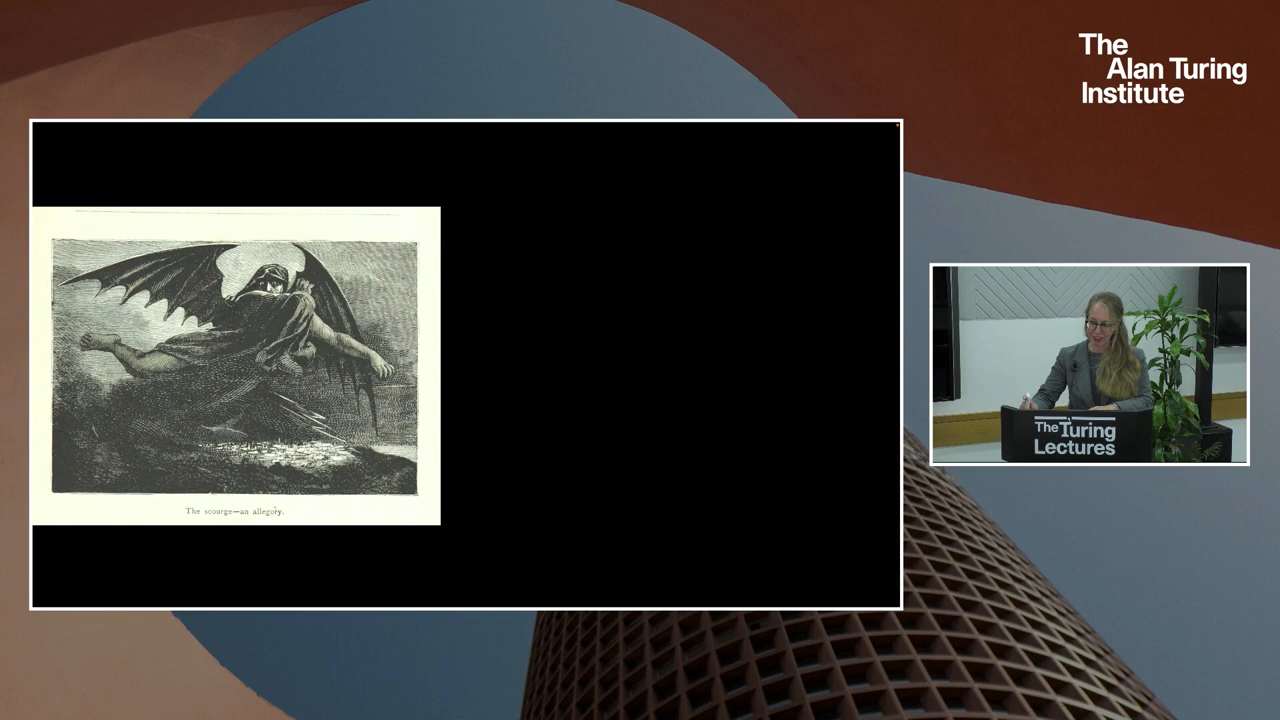 The
Alan Turing
Institute
The scourge—an allegory.
The Turing
Lectures